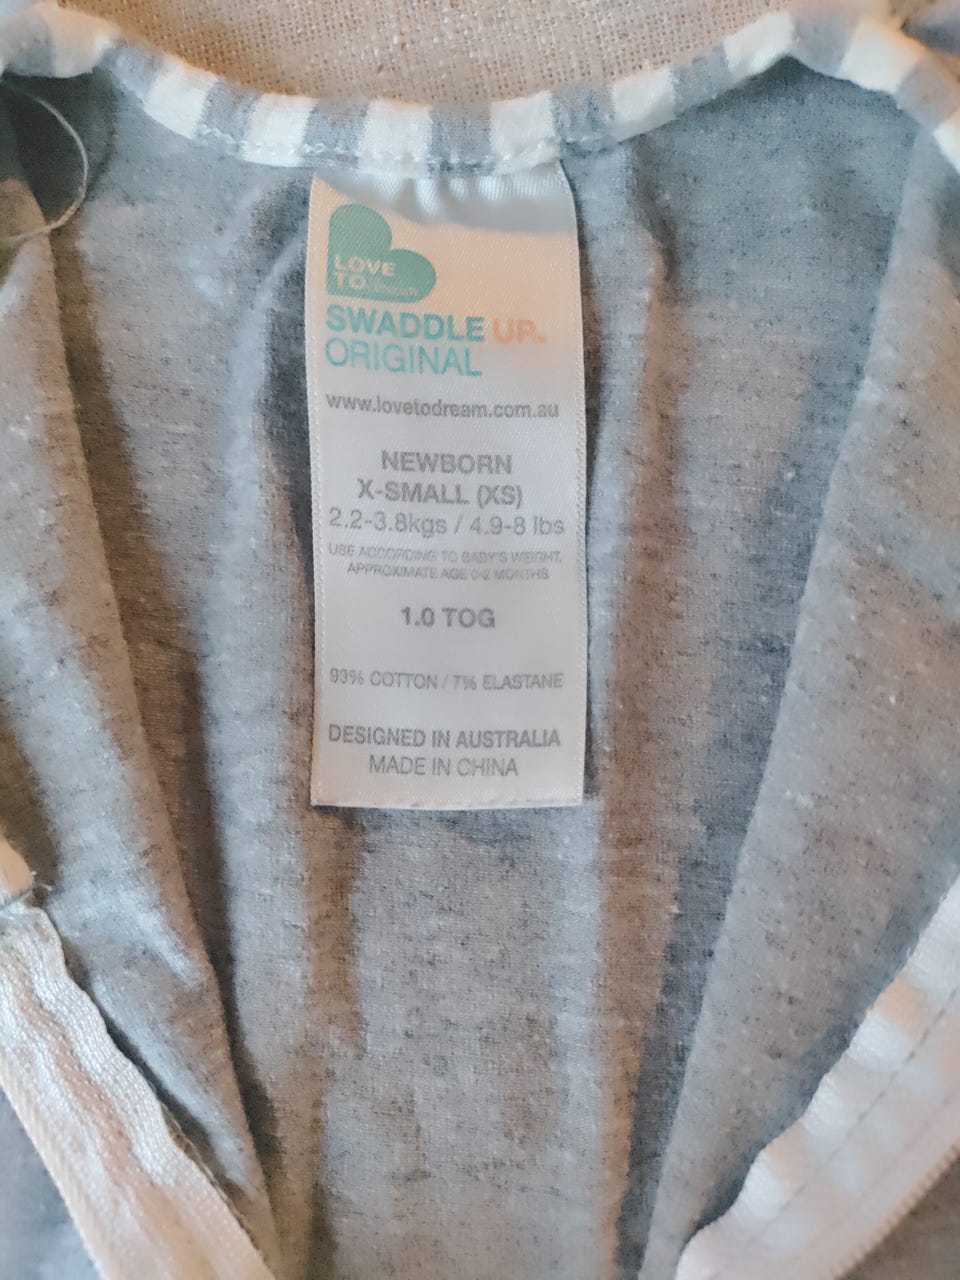 LOVE
TO
SWADDLE UP™
ORIGINAL
www.lovetodream.com.au
NEWBORN
X-SMALL (XS)
2.2-3.8kgs / 4.9-8 lbs
USE ACCORDING TO BABY'S WEIGHT.
APPROXIMATE AGE 0-2 MONTHS
1.0 TOG
93% COTTON / 7% ELASTANE
DESIGNED IN AUSTRALIA
MADE IN CHINA